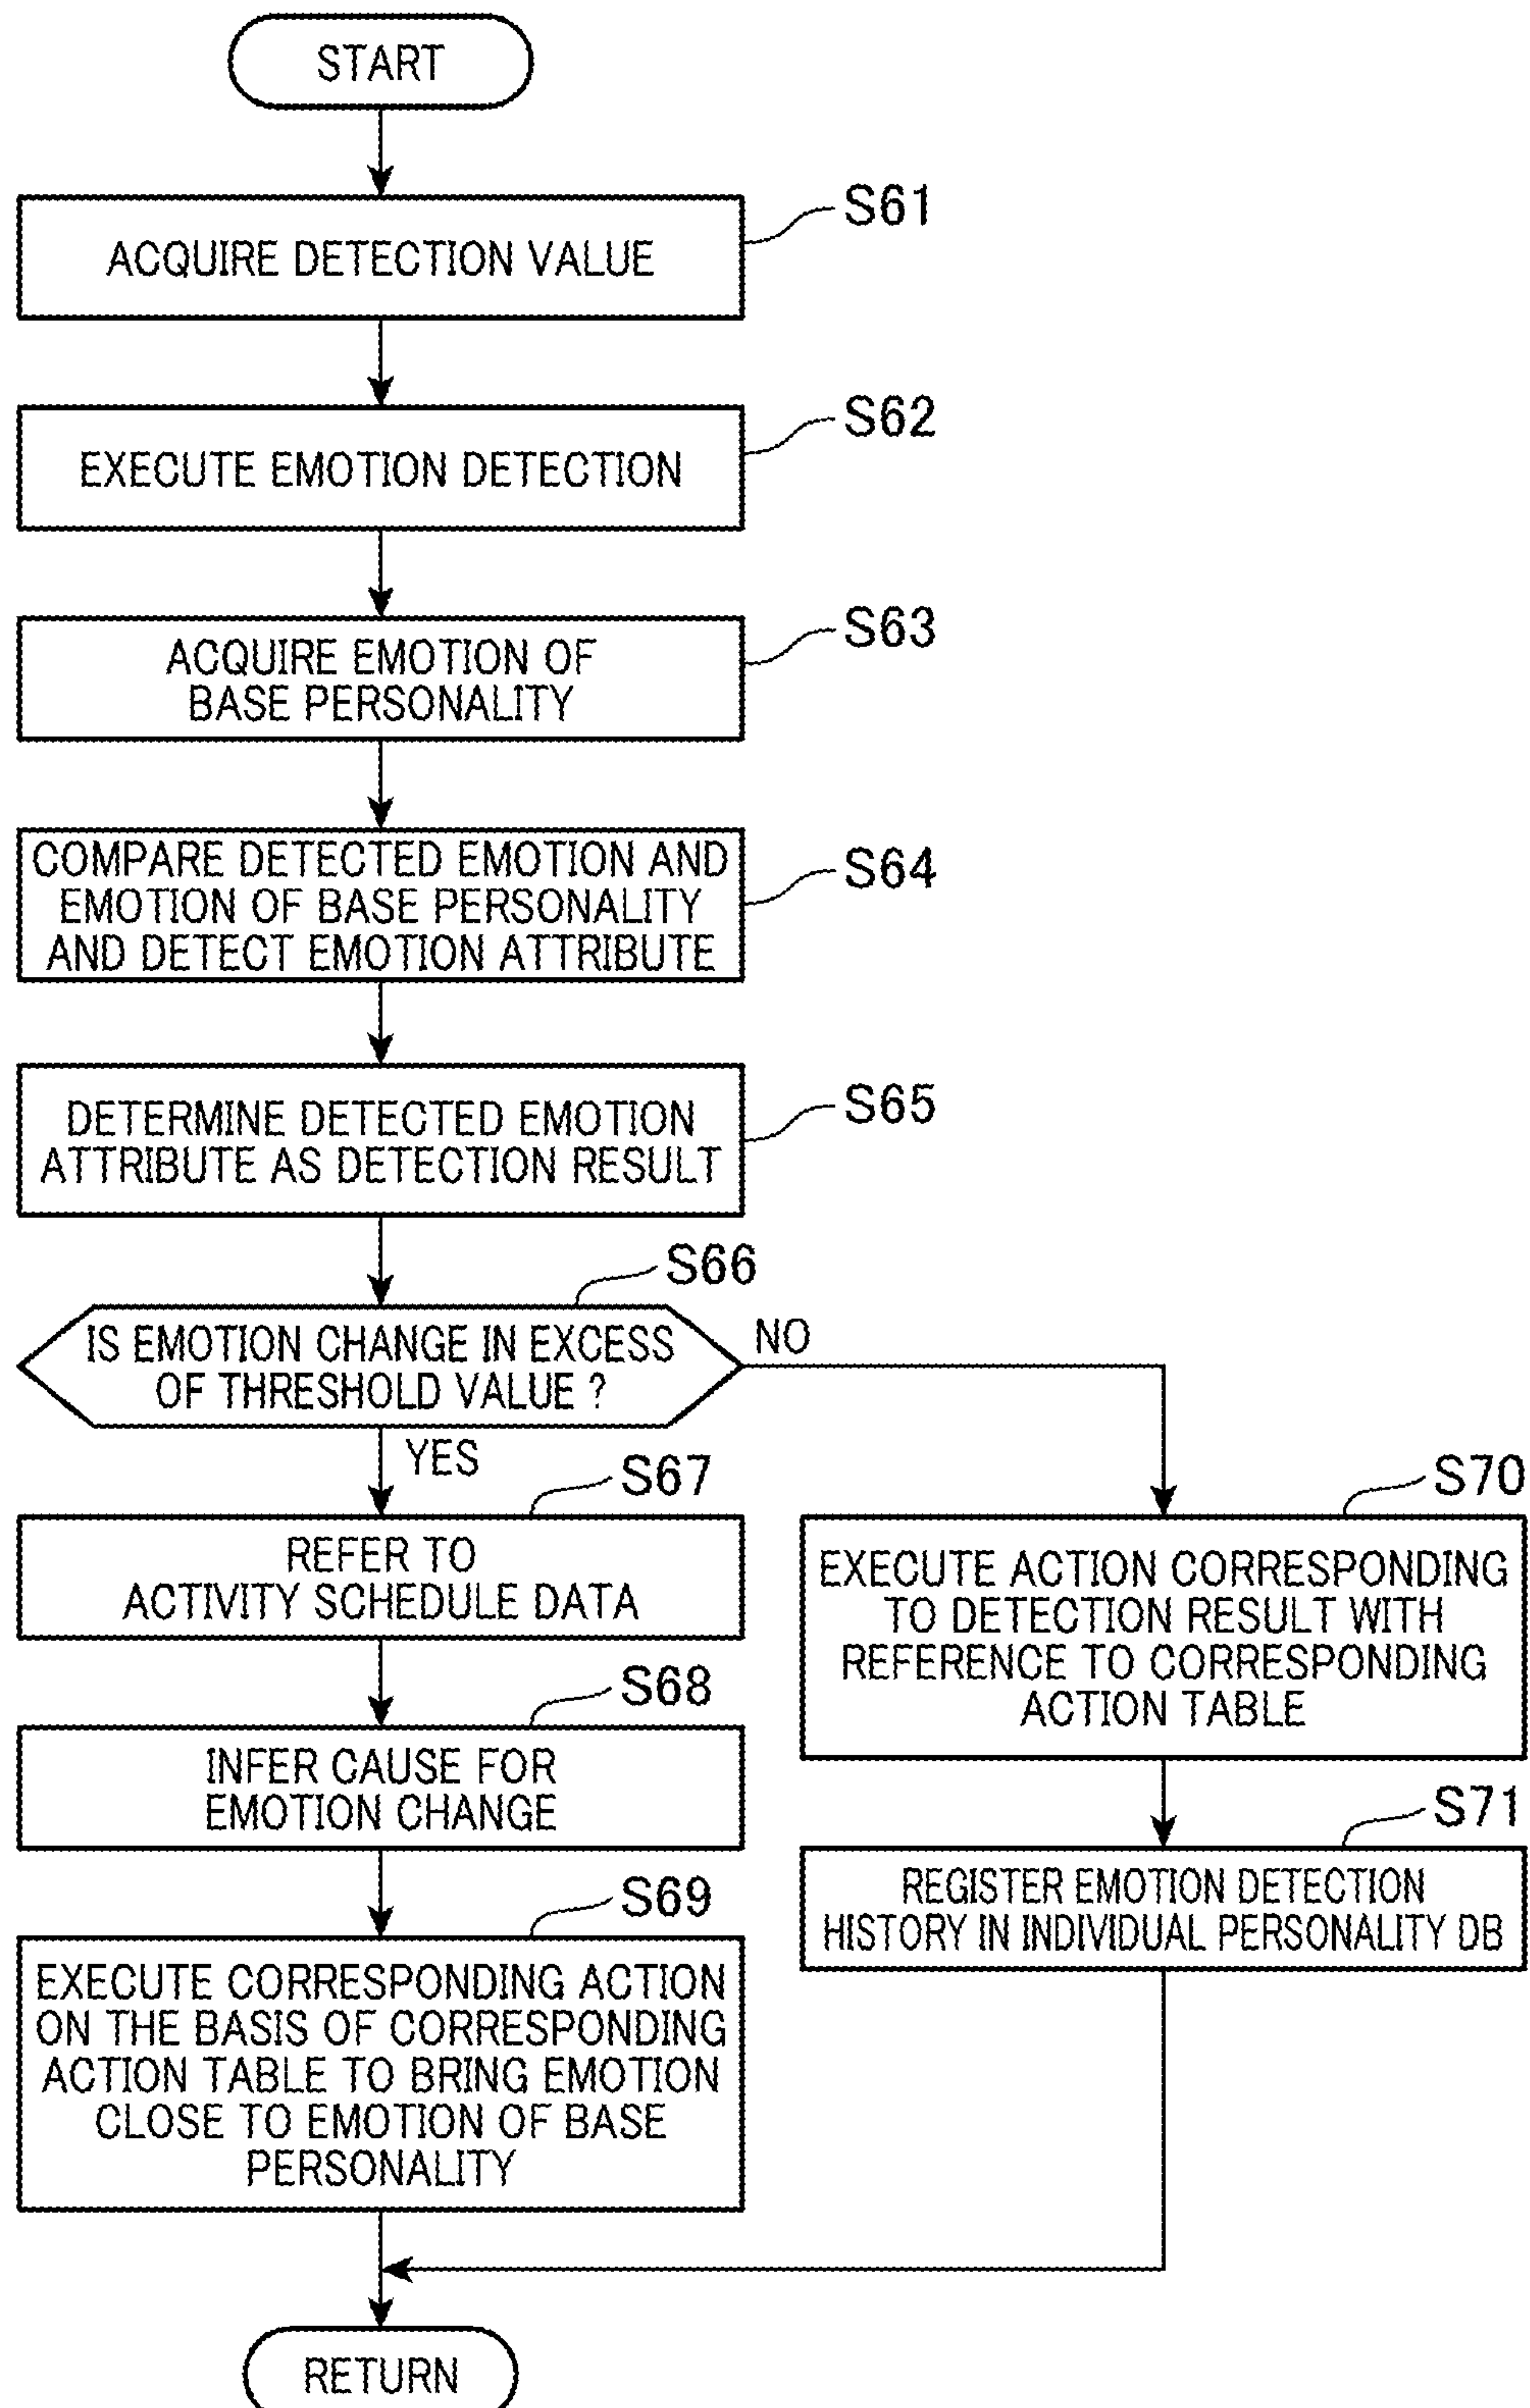 START
S61
ACQUIRE DETECTION VALUE
S62
EXECUTE EMOTION DETECTION
S63
ACQUIRE EMOTION OF
BASE PERSONALITY
S64
COMPARE DETECTED EMOTION AND
EMOTION OF BASE PERSONALITY
AND DETECT EMOTION ATTRIBUTE
S65
DETERMINE DETECTED EMOTION
ATTRIBUTE AS DETECTION RESULT
S66
IS EMOTION CHANGE IN EXCESS
OF THRESHOLD VALUE ?
NO
YES
S67
REFER TO
ACTIVITY SCHEDULE DATA
S68
INFER CAUSE FOR
EMOTION CHANGE
S69
EXECUTE CORRESPONDING ACTION
ON THE BASIS OF CORRESPONDING
ACTION TABLE TO BRING EMOTION
CLOSE TO EMOTION OF BASE
PERSONALITY
S70
EXECUTE ACTION CORRESPONDING
TO DETECTION RESULT WITH
REFERENCE TO CORRESPONDING
ACTION TABLE
S71
REGISTER EMOTION DETECTION
HISTORY IN INDIVIDUAL PERSONALITY DB
RETURN